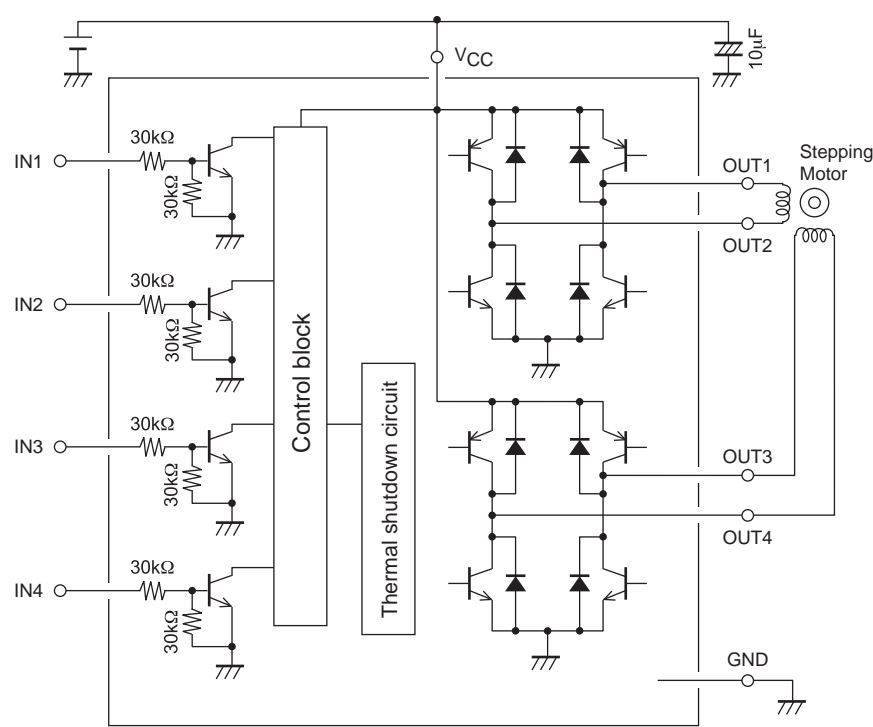 VCC
10µF
30kΩ
IN1
30kΩ
OUT1
Stepping
Motor
OUT2
30kΩ
IN2
30kΩ
Control block
Thermal shutdown circuit
30kΩ
IN3
30kΩ
OUT3
OUT4
30kΩ
IN4
30kΩ
GND